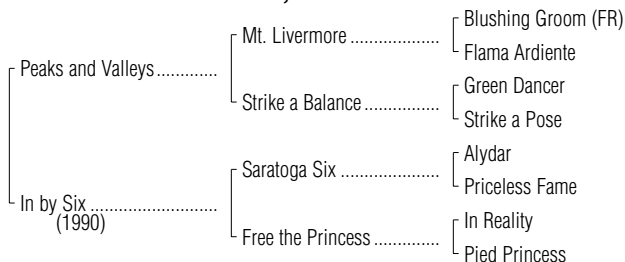 Blushing Groom (FR)
Mt. Livermore ....................
Flama Ardiente
Peaks and Valleys .............
Green Dancer
Strike a Balance ................
Strike a Pose
Alydar
Saratoga Six .....................
Priceless Fame
In by Six ...........................
(1990)
In Reality
Free the Princess ..............
Pied Princess